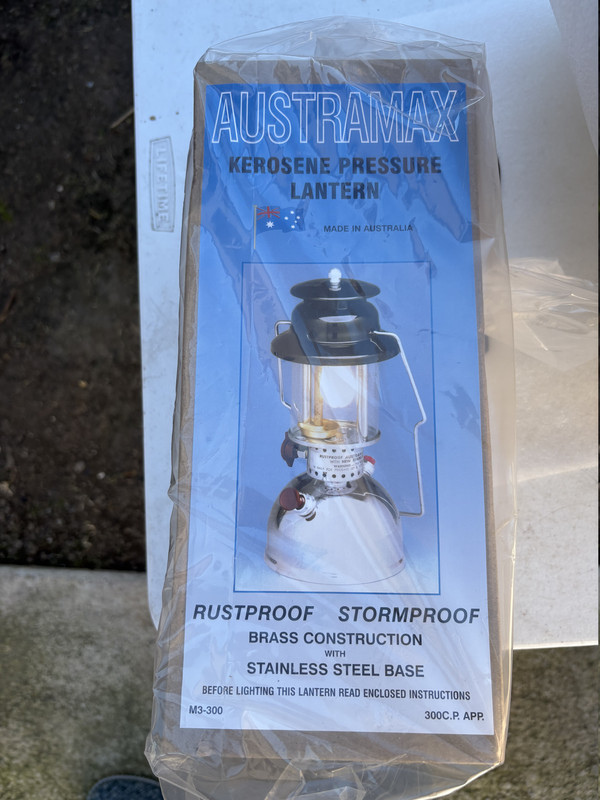 AUSTRAMAX
KEROSENE PRESSURE
LANTERN
MADE IN AUSTRALIA
LIFETIME
RUSTPROOF STORMPROOF
BRASS CONSTRUCTION
WITH
STAINLESS STEEL BASE
BEFORE LIGHTING THIS LANTERN READ ENCLOSED INSTRUCTIONS
M3-300
300C.P. APP.